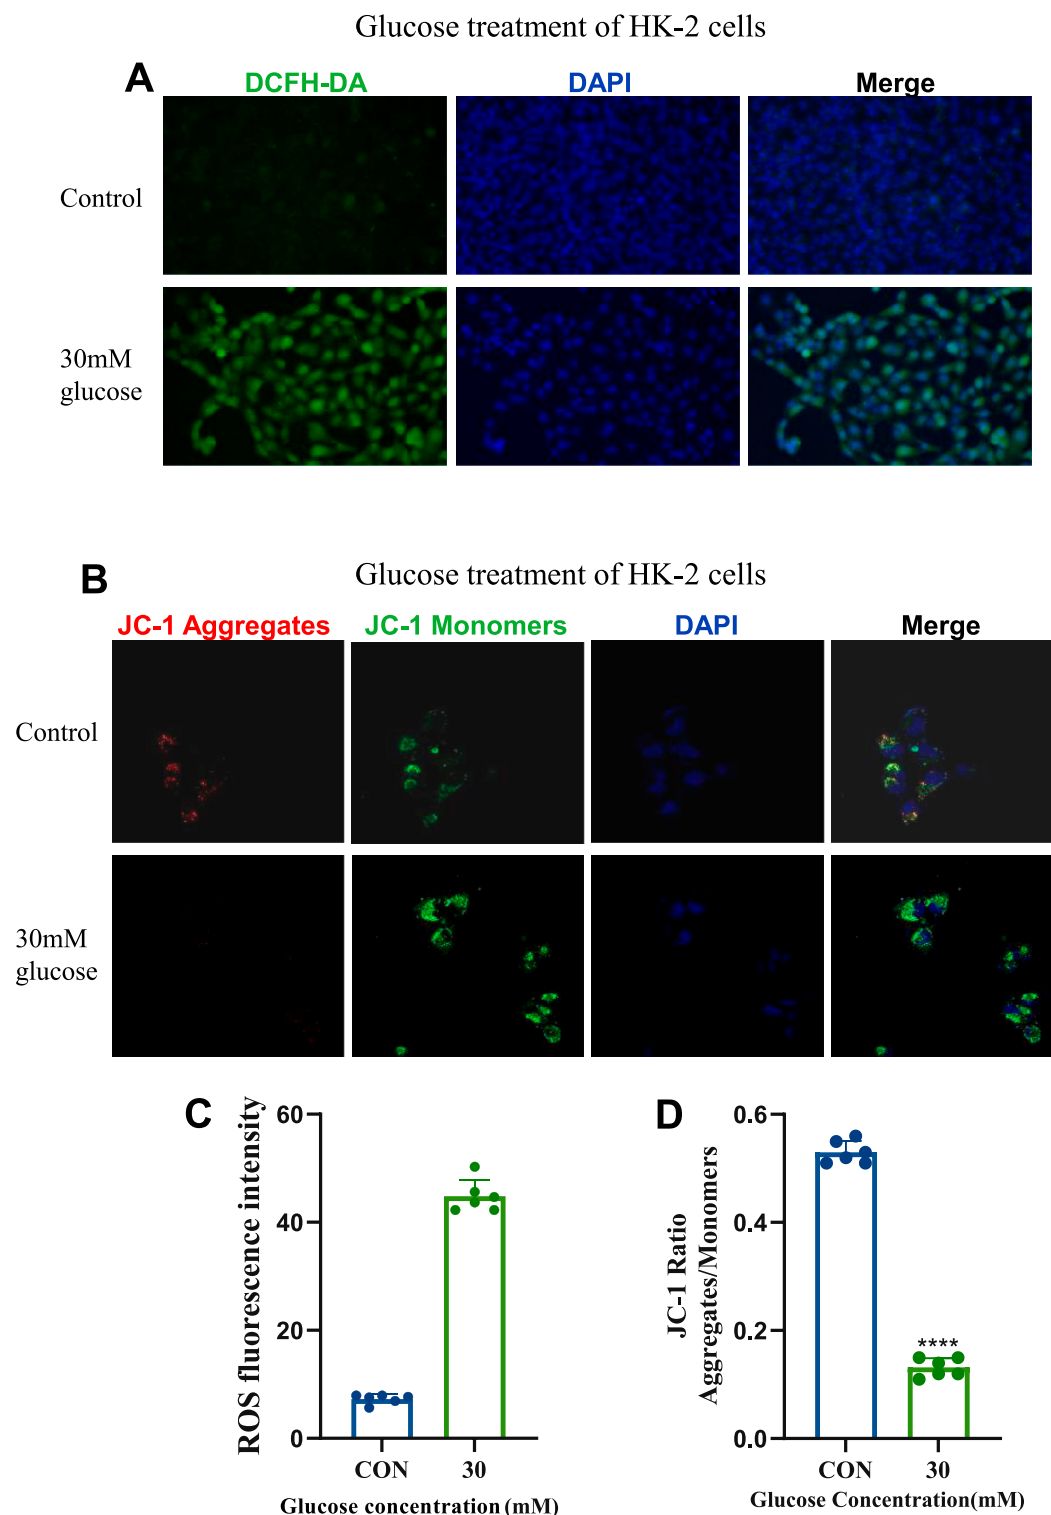 Glucose treatment of HK-2 cells
A
DCFH-DA
DAPI
Merge
Control
30mM
glucose
B
Glucose treatment of HK-2 cells
JC-1 Aggregates
JC-1 Monomers
DAPI
Merge
Control
30mM
glucose
C
ROS fluorescence intensity
60
40
20
0
CON
30
Glucose concentration (mM)
D
JC-1 Ratio
Aggregates/Monomers
0.6
0.4
0.2
0.0
****
CON
30
Glucose Concentration(mM)